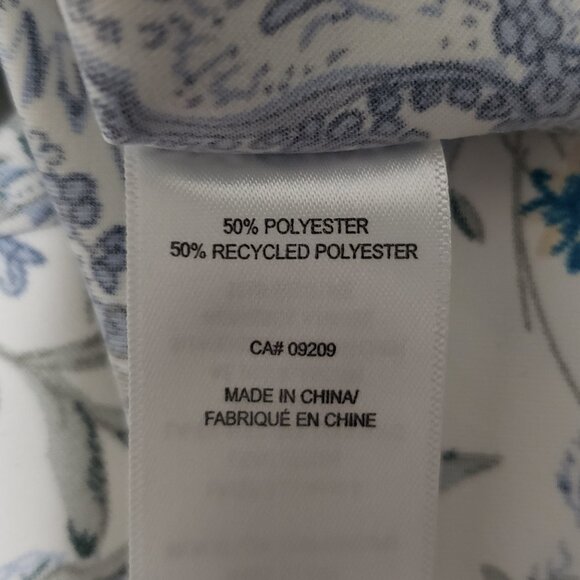 50% POLYESTER
50% RECYCLED POLYESTER
CA# 09209
MADE IN CHINA/
FABRIQUÉ EN CHINE